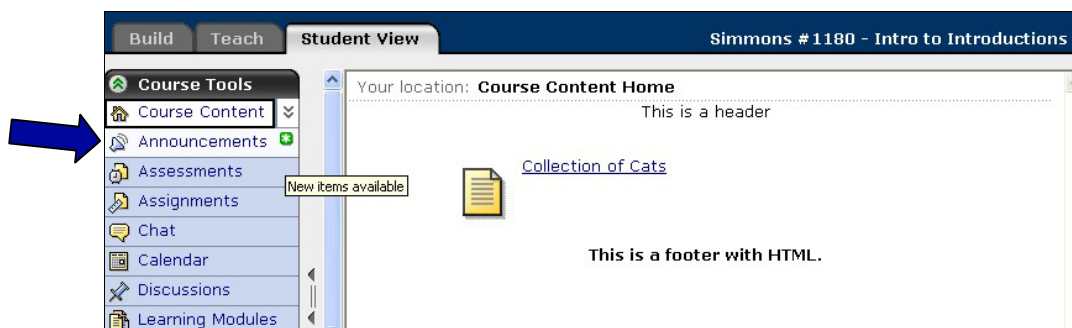 Build Teach Student View Simmons #1180 - Intro to Introductions
Course Tools
Course Content
Announcements
Assessments
Assignments
Chat
Calendar
Discussions
Learning Modules
New items available
Your location: Course Content Home
This is a header
Collection of Cats
This is a footer with HTML.